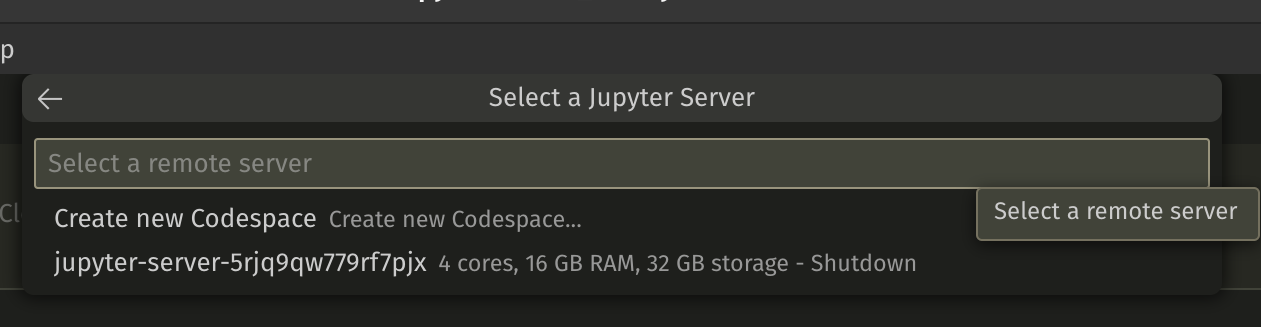 p
Select a Jupyter Server
Select a remote server
Cl
Create new Codespace Create new Codespace...
Select a remote server
jupyter-server-5rjq9qw779rf7pjx 4 cores, 16 GB RAM, 32 GB storage - Shutdown